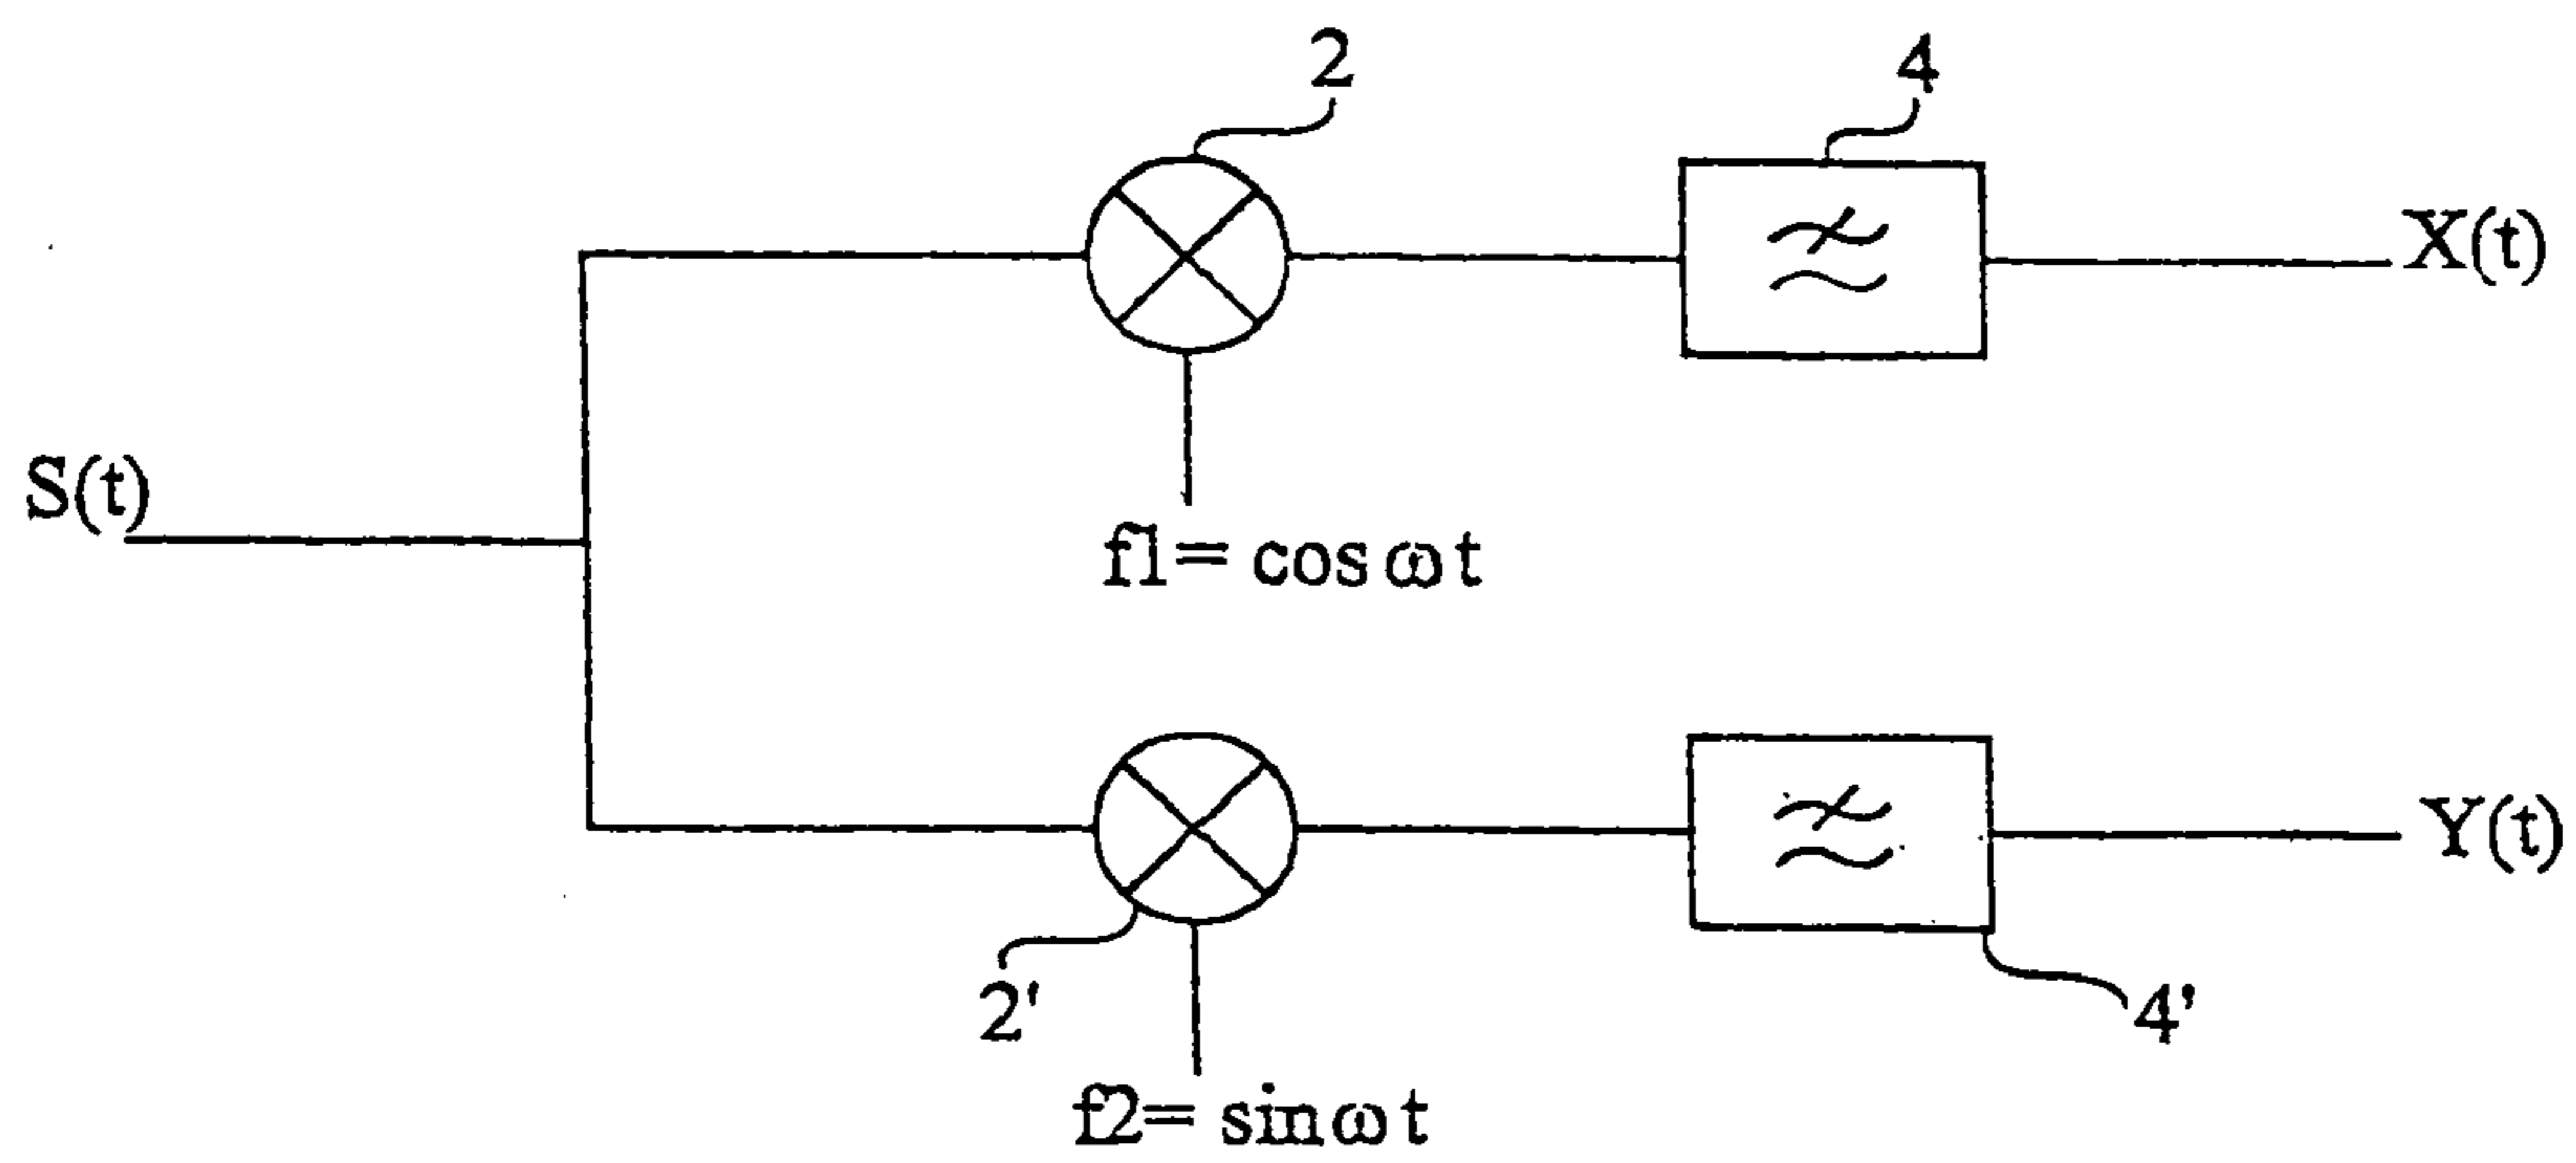 2
4
X(t)
S(t)
f1= cos ω t
Y(t)
2'
4'
f2= sin ω t